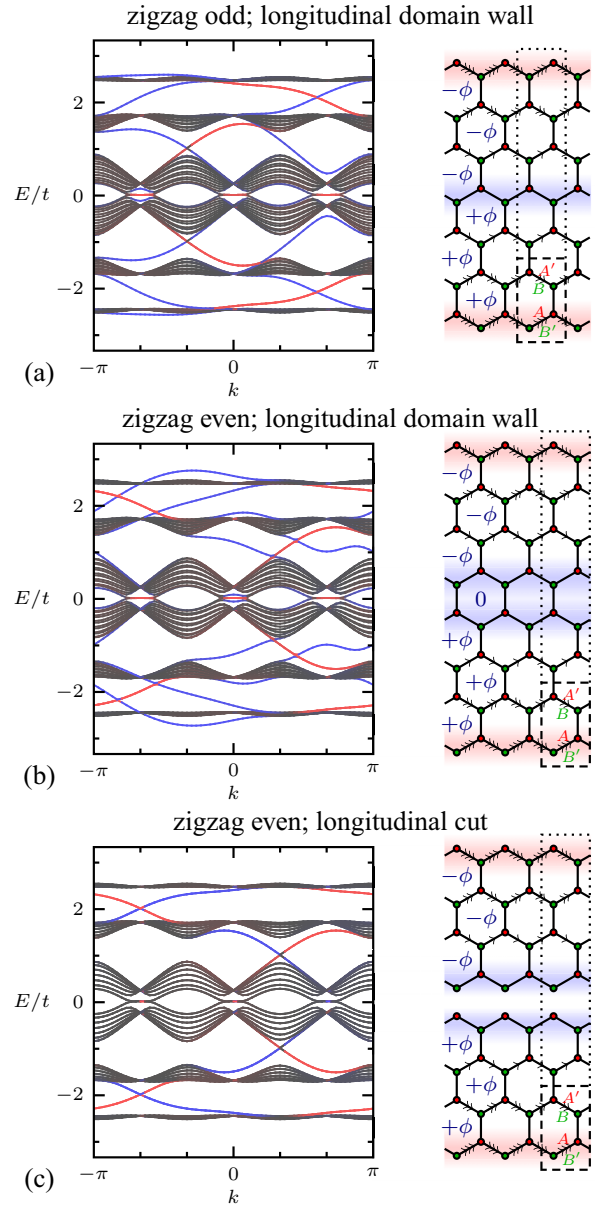 zigzag odd; longitudinal domain wall
2
E/t
0
−2
−π
0
π
k
(a)
−ϕ
−ϕ
−ϕ
+ϕ
+ϕ
+ϕ
A′
B
A
B′
zigzag even; longitudinal domain wall
2
E/t
0
−2
−π
0
π
k
(b)
−ϕ
−ϕ
−ϕ
0
+ϕ
+ϕ
+ϕ
A′
B
A
B′
zigzag even; longitudinal cut
2
E/t
0
−2
−π
0
π
k
(c)
−ϕ
−ϕ
−ϕ
+ϕ
+ϕ
+ϕ
A′
B
A
B′